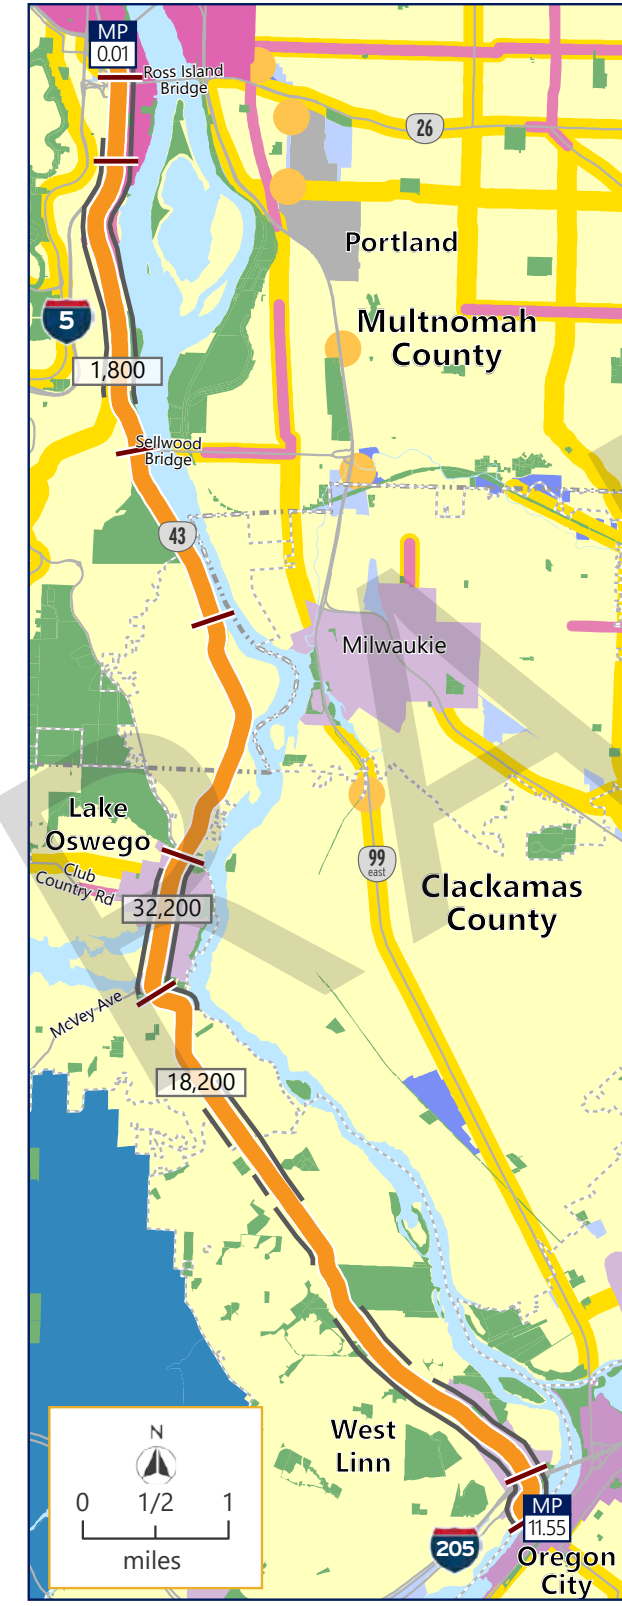 MP
0.01
Ross Island
Bridge
26
Portland
5
Multnomah
County
1,800
Sellwood
Bridge
43
Milwaukie
Lake
Oswego
Club
Country Rd
99
east
Clackamas
County
32,200
McVey Ave
18,200
West
Linn
N
0 1/2 1
miles
MP
11.55
205
Oregon
City